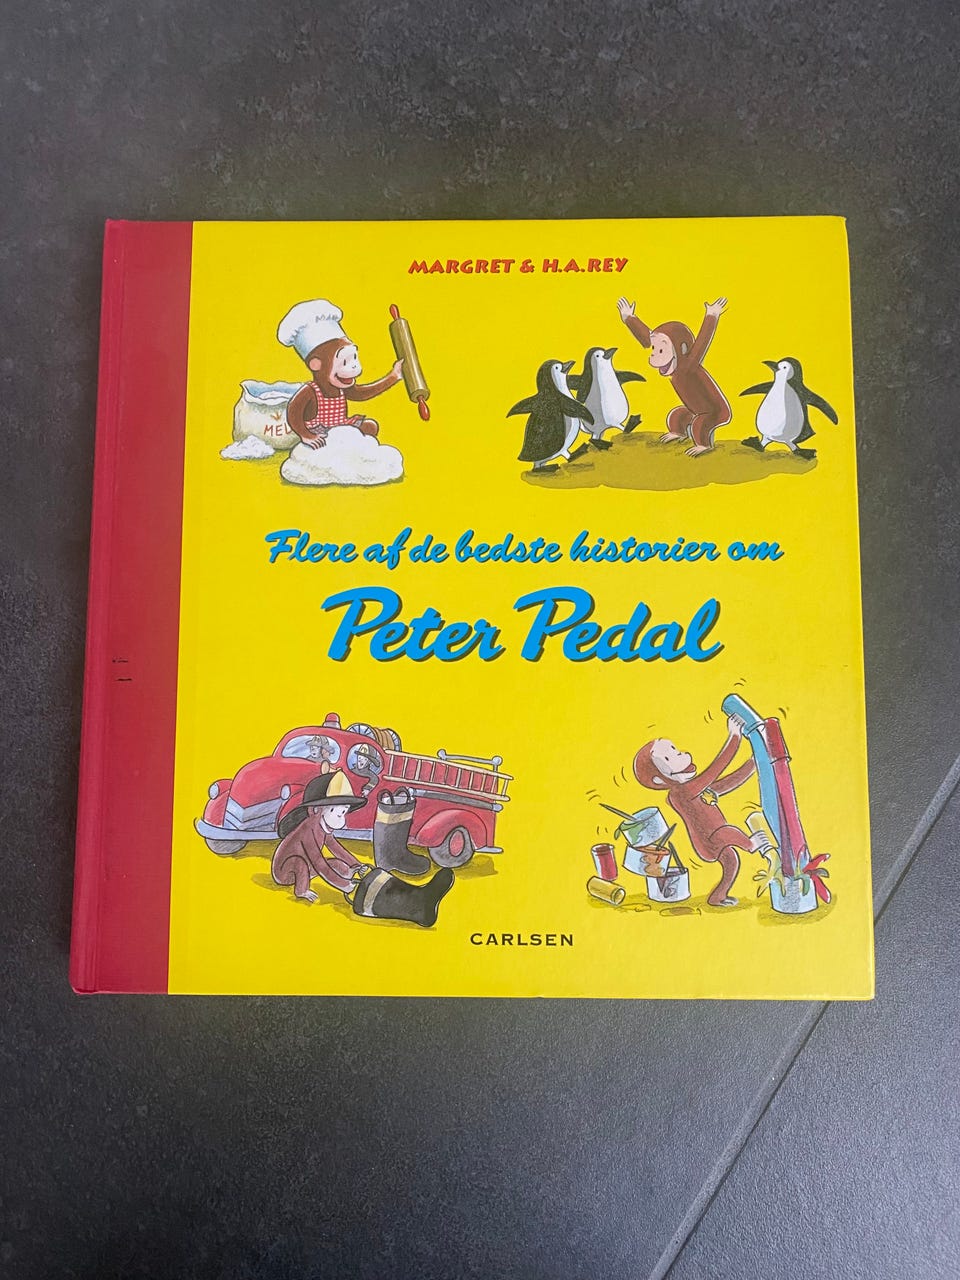 MARGRET & H.A.REY
MEL
Flere af de bedste historier om
Peter Pedal
CARLSEN